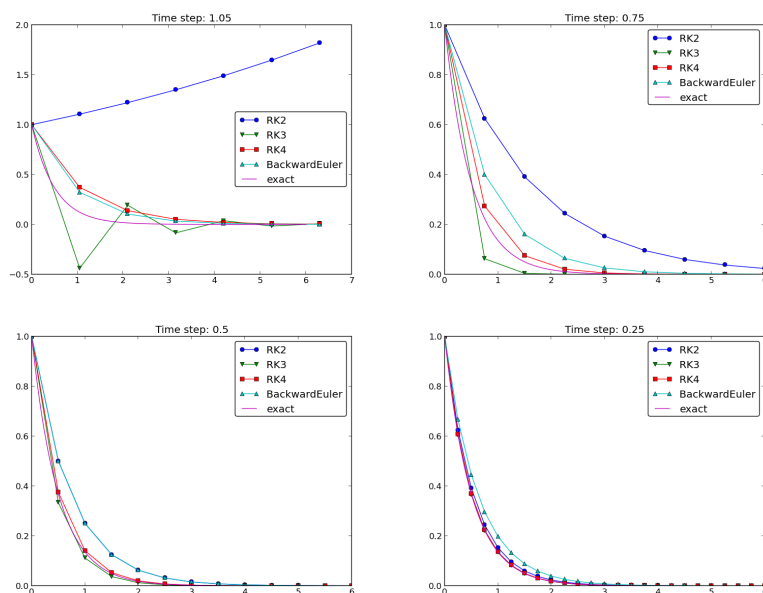 Time step: 1.05
2.0
1.5
1.0
0.5
0.0
−0.5
0 1 2 3 4 5 6 7
RK2
RK3
RK4
BackwardEuler
exact
Time step: 0.75
1.0
0.8
0.6
0.4
0.2
0.0
0 1 2 3 4 5 6
RK2
RK3
RK4
BackwardEuler
exact
Time step: 0.5
1.0
0.8
0.6
0.4
0.2
0.0
0 1 2 3 4 5 6
RK2
RK3
RK4
BackwardEuler
exact
Time step: 0.25
1.0
0.8
0.6
0.4
0.2
0.0
0 1 2 3 4 5 6
RK2
RK3
RK4
BackwardEuler
exact